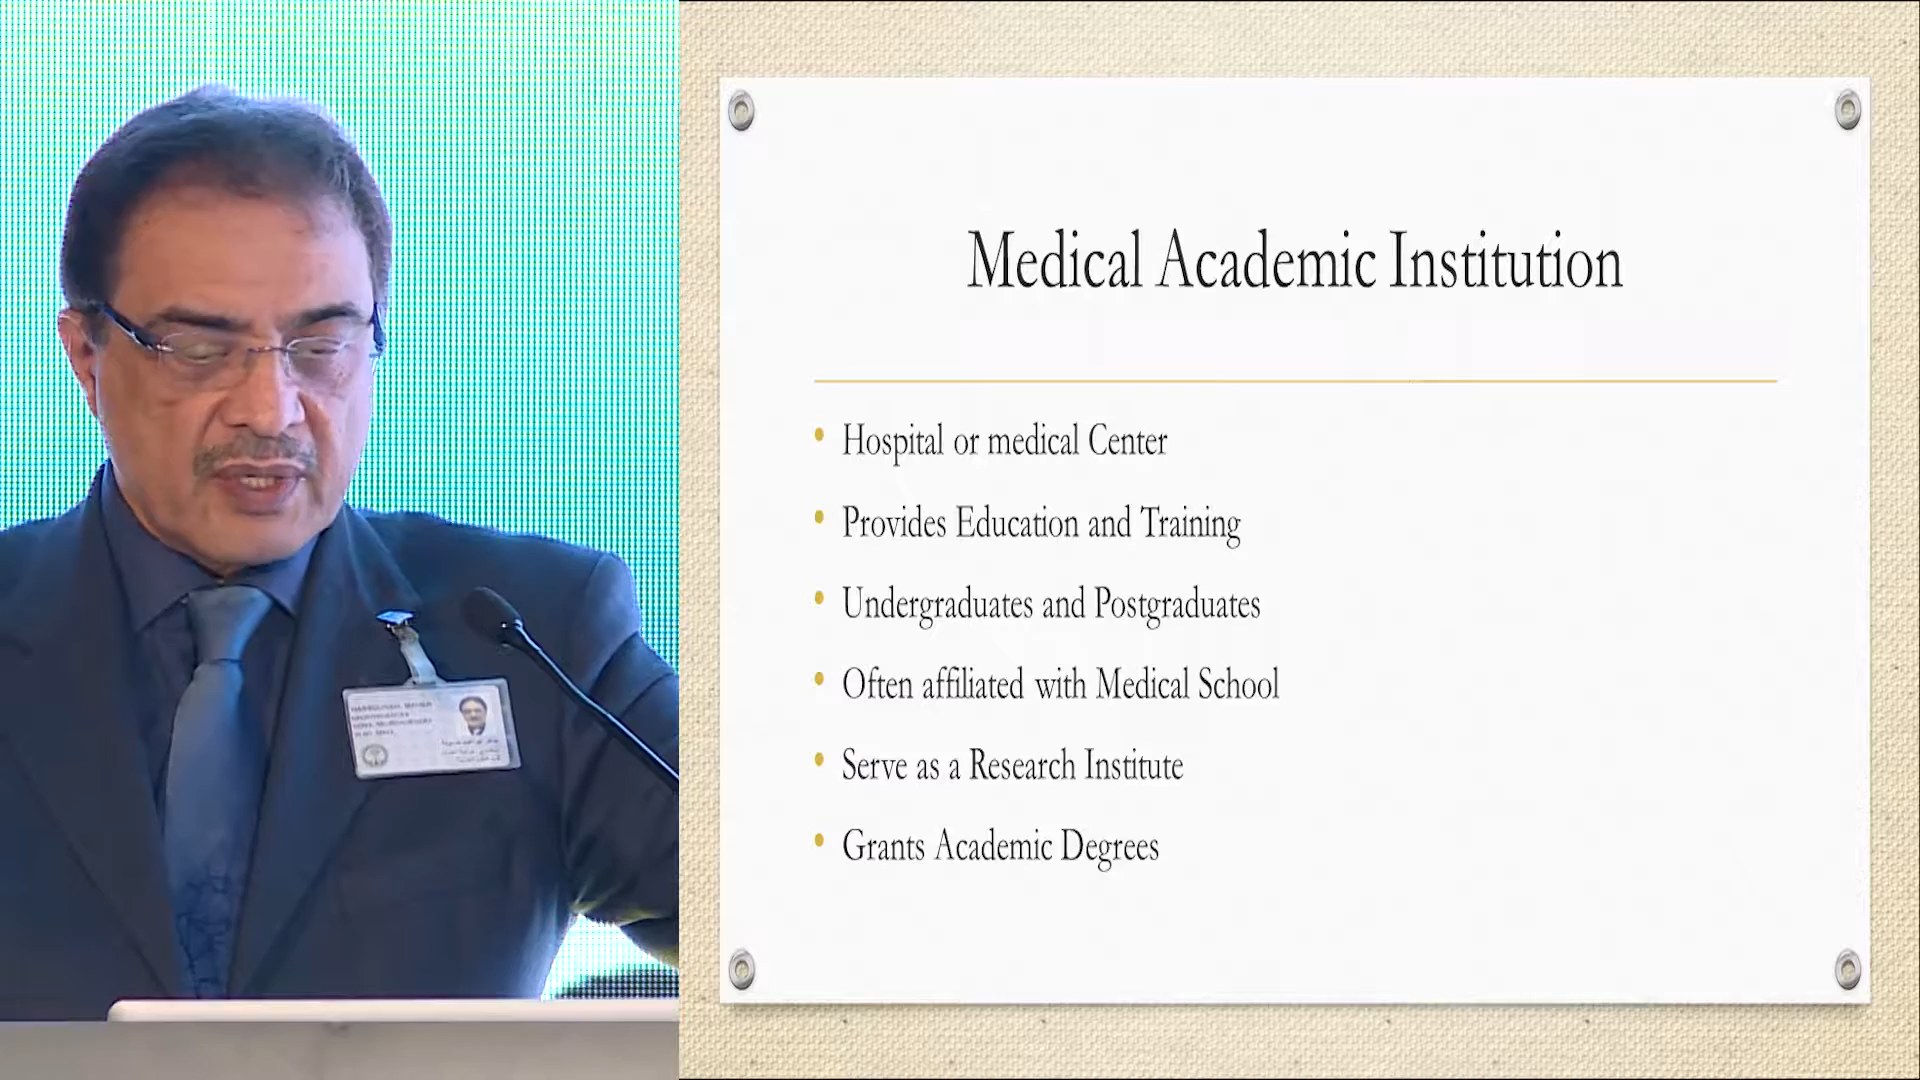 Medical Academic Institution
• Hospital or medical Center
• Provides Education and Training
• Undergraduates and Postgraduates
• Often affiliated with Medical School
• Serve as a Research Institute
• Grants Academic Degrees